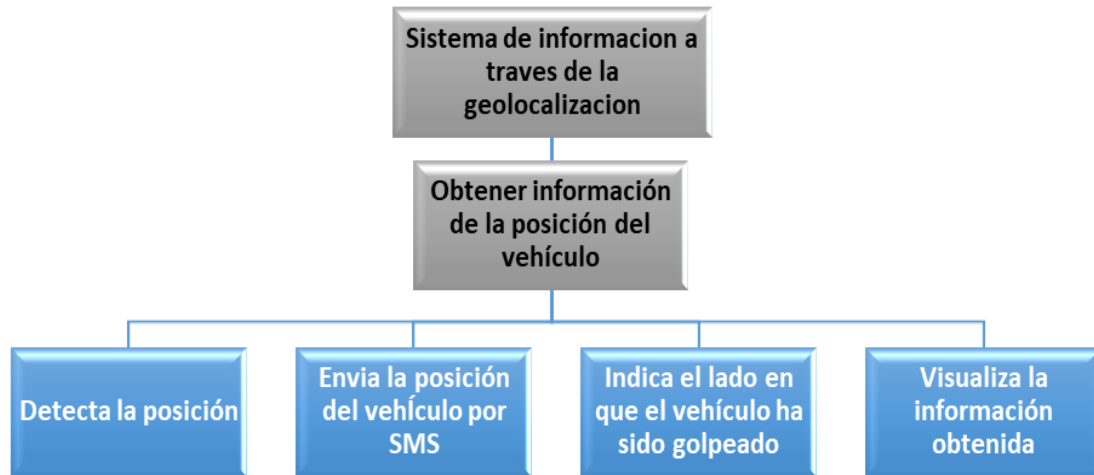 Sistema de informacion a
traves de la
geolocalizacion
Obtener información
de la posición del
vehículo
Detecta la posición
Envia la posición
del vehÍculo por
SMS
Indica el lado en
que el vehículo ha
sido golpeado
Visualiza la
información
obtenida